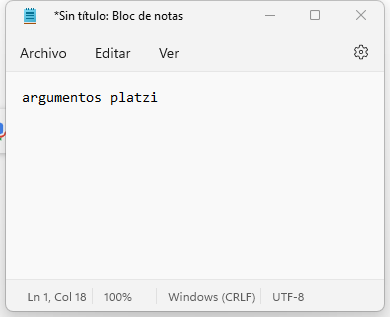 *Sin título: Bloc de notas
Archivo Editar Ver
argumentos platzi
Ln 1, Col 18 100% Windows (CRLF) UTF-8